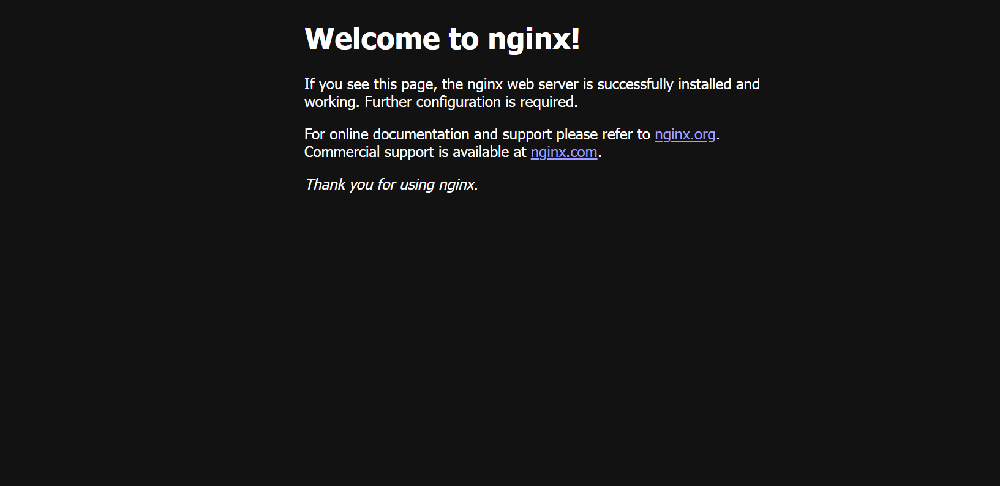 Welcome to nginx!
If you see this page, the nginx web server is successfully installed and
working. Further configuration is required.
For online documentation and support please refer to nginx.org.
Commercial support is available at nginx.com.
Thank you for using nginx.